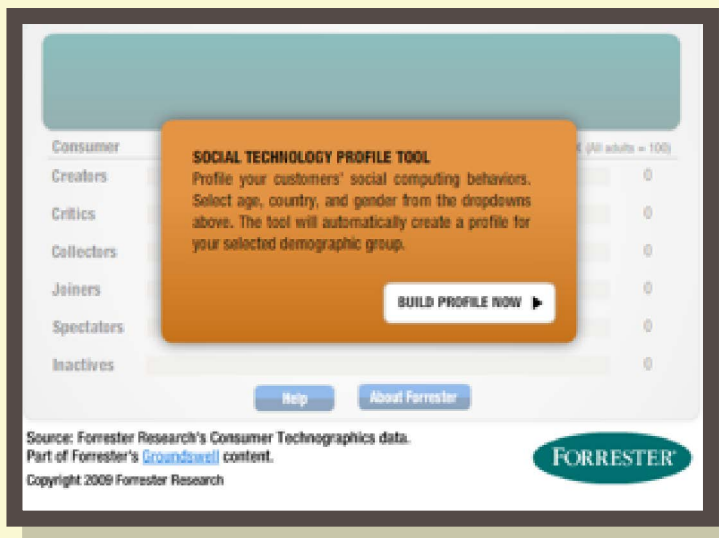 Consumer
(All adults = 100)
SOCIAL TECHNOLOGY PROFILE TOOL
Profile your customers' social computing behaviors.
Select age, country, and gender from the dropdowns
above. The tool will automatically create a profile for
your selected demographic group.
BUILD PROFILE NOW
Creators 0
Critics 0
Collectors 0
Joiners 0
Spectators 0
Inactives 0
Help About Forrester
Source: Forrester Research's Consumer Technographics data.
Part of Forrester's Groundswell content.
Copyright 2009 Forrester Research
FORRESTER